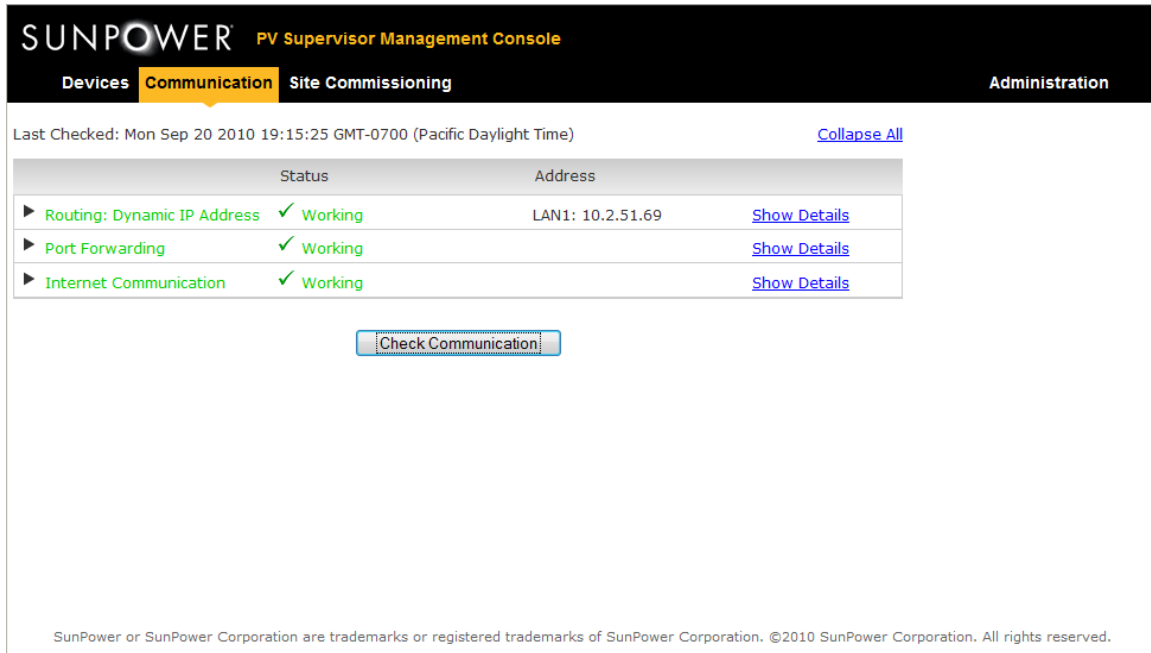 SUNPOWER PV Supervisor Management Console
Devices Communication Site Commissioning Administration
Last Checked: Mon Sep 20 2010 19:15:25 GMT-0700 (Pacific Daylight Time) Collapse All
Status Address
Routing: Dynamic IP Address ✓ Working LAN1: 10.2.51.69 Show Details
Port Forwarding ✓ Working Show Details
Internet Communication ✓ Working Show Details
Check Communication
SunPower or SunPower Corporation are trademarks or registered trademarks of SunPower Corporation. ©2010 SunPower Corporation. All rights reserved.